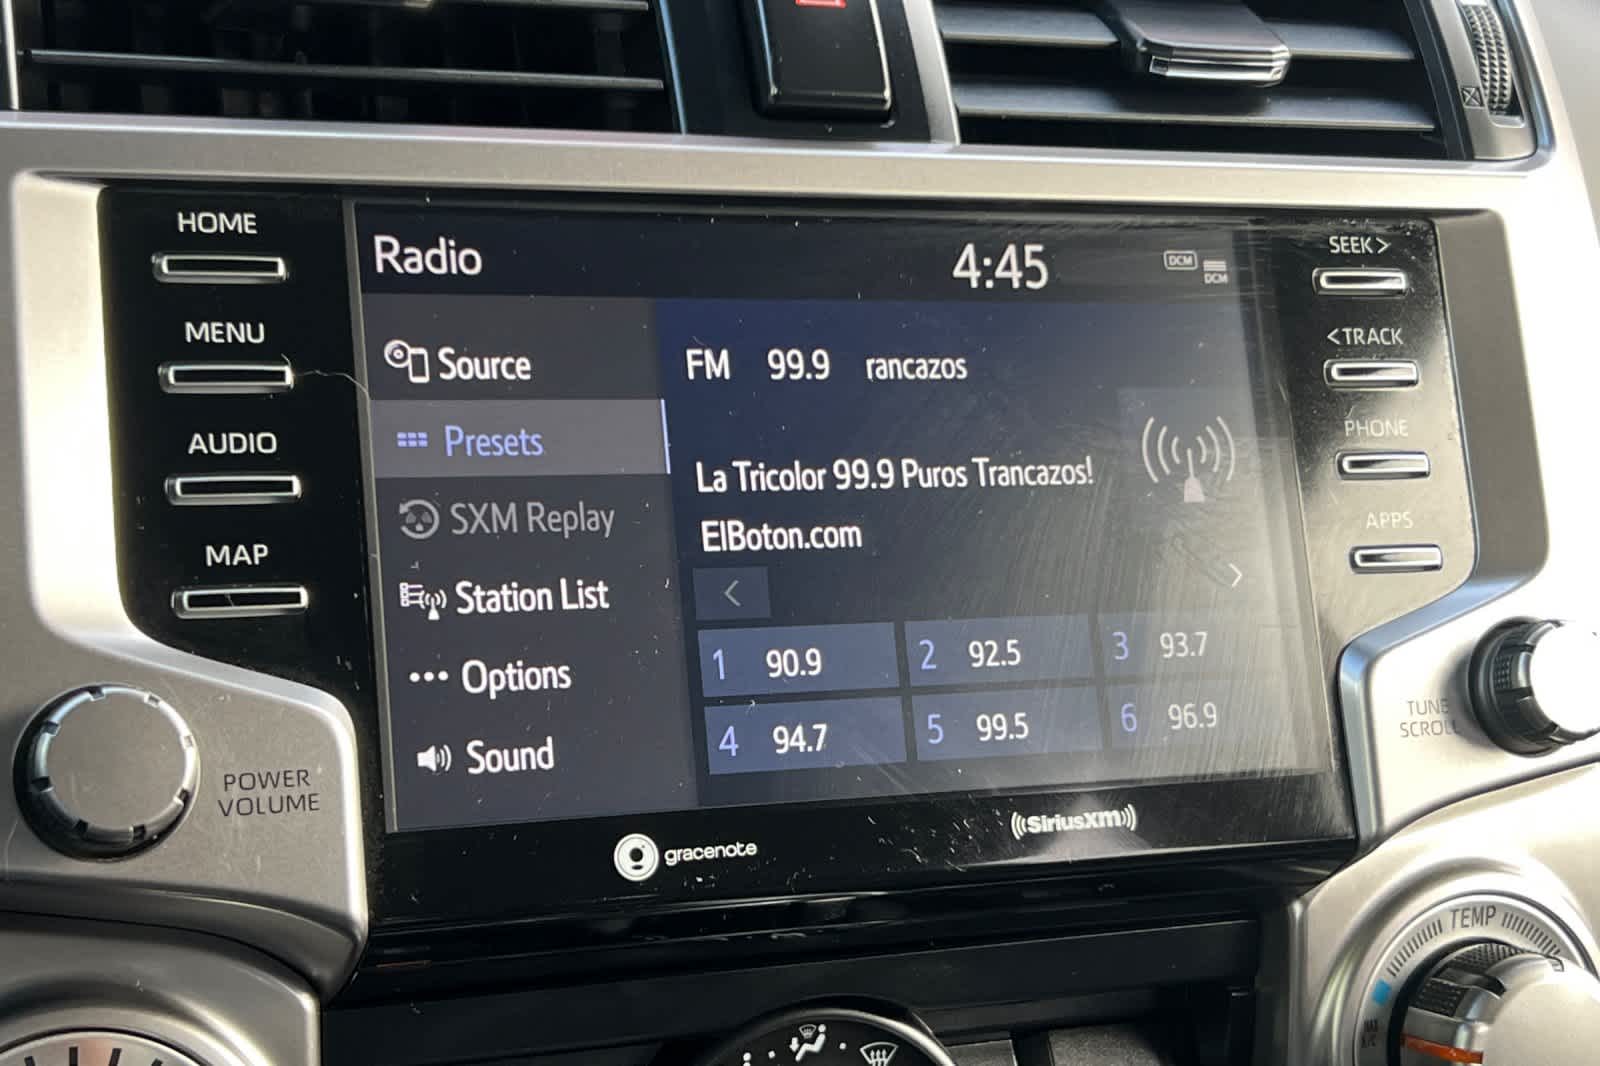 HOME
MENU
AUDIO
MAP
POWER
VOLUME
Radio
4:45
DCM
DCM
Source
Presets
SXM Replay
Station List
Options
Sound
FM 99.9 rancazos
La Tricolor 99.9 Puros Trancazos!
ElBoton.com
1 90.9
2 92.5
3 93.7
4 94.7
5 99.5
6 96.9
gracenote
SiriusXM
SEEK >
< TRACK
PHONE
APPS
TUNE
SCROLL
TEMP